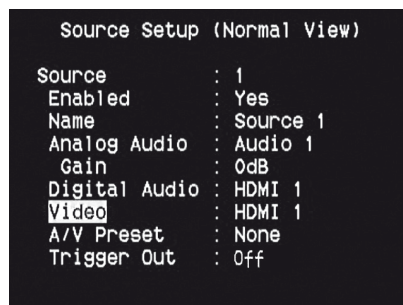 Source Setup (Normal View)
Source : 1
Enabled : Yes
Name : Source 1
Analog Audio : Audio 1
Gain : 0dB
Digital Audio : HDMI 1
Video : HDMI 1
A/V Preset : None
Trigger Out : Off